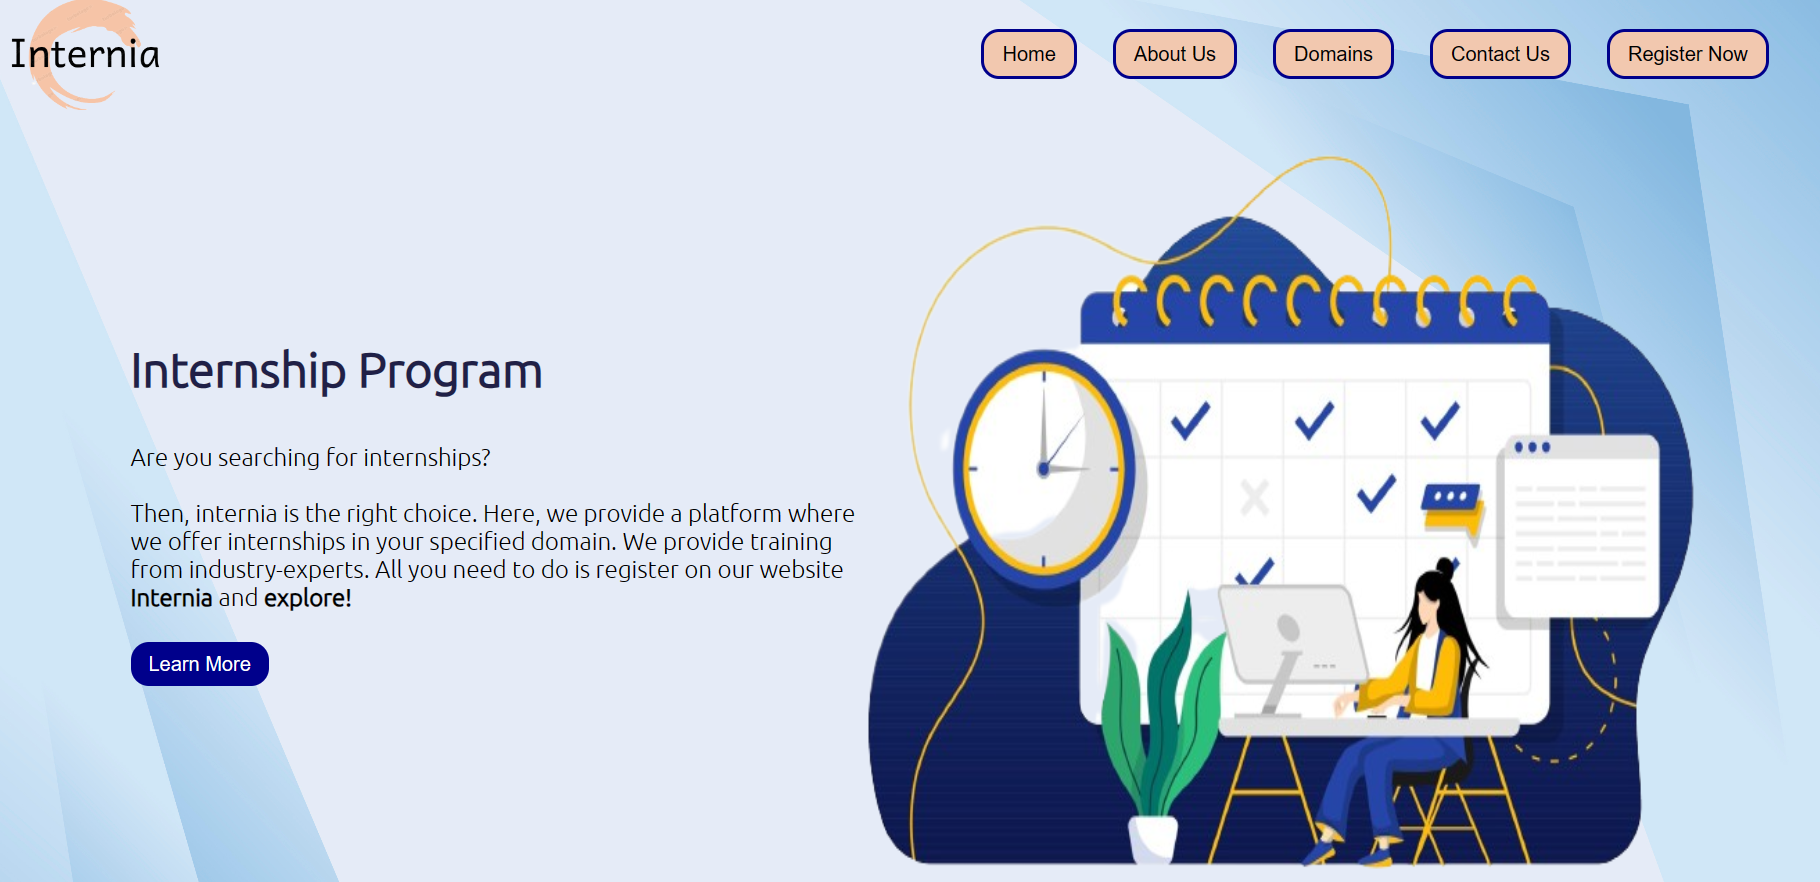 Internia
Home
About Us
Domains
Contact Us
Register Now
Internship Program
Are you searching for internships?
Then, internia is the right choice. Here, we provide a platform where
we offer internships in your specified domain. We provide training
from industry-experts. All you need to do is register on our website
Internia and explore!
Learn More